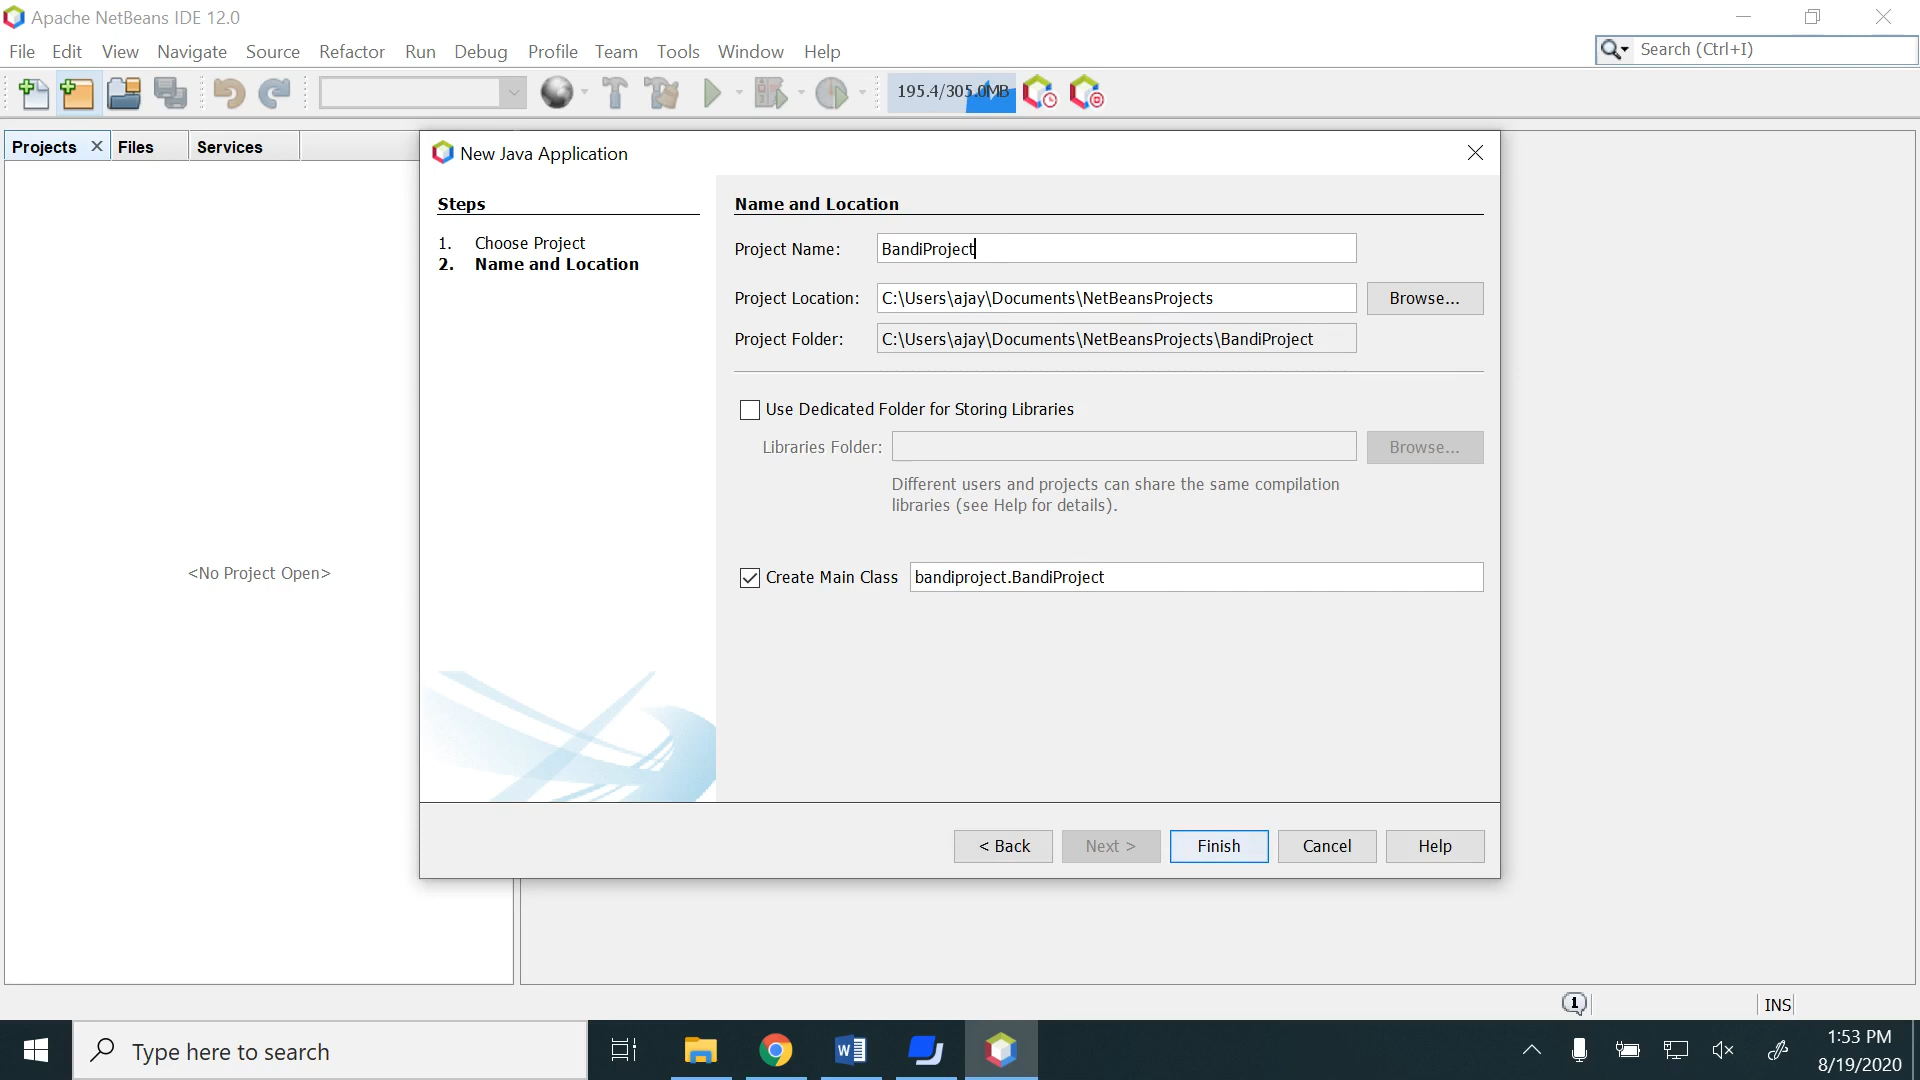 Apache NetBeans IDE 12.0
File Edit View Navigate Source Refactor Run Debug Profile Team Tools Window Help
Search (Ctrl+I)
195.4/305.0MB
Projects Files Services
<No Project Open>
New Java Application
Steps
1. Choose Project
2. Name and Location
Name and Location
Project Name: BandiProject
Project Location: C:\Users\ajay\Documents\NetBeansProjects Browse...
Project Folder: C:\Users\ajay\Documents\NetBeansProjects\BandiProject
Use Dedicated Folder for Storing Libraries
Libraries Folder: Browse...
Different users and projects can share the same compilation
libraries (see Help for details).
Create Main Class bandiproject.BandiProject
< Back Next > Finish Cancel Help
1 INS
Type here to search
W
1:53 PM
8/19/2020